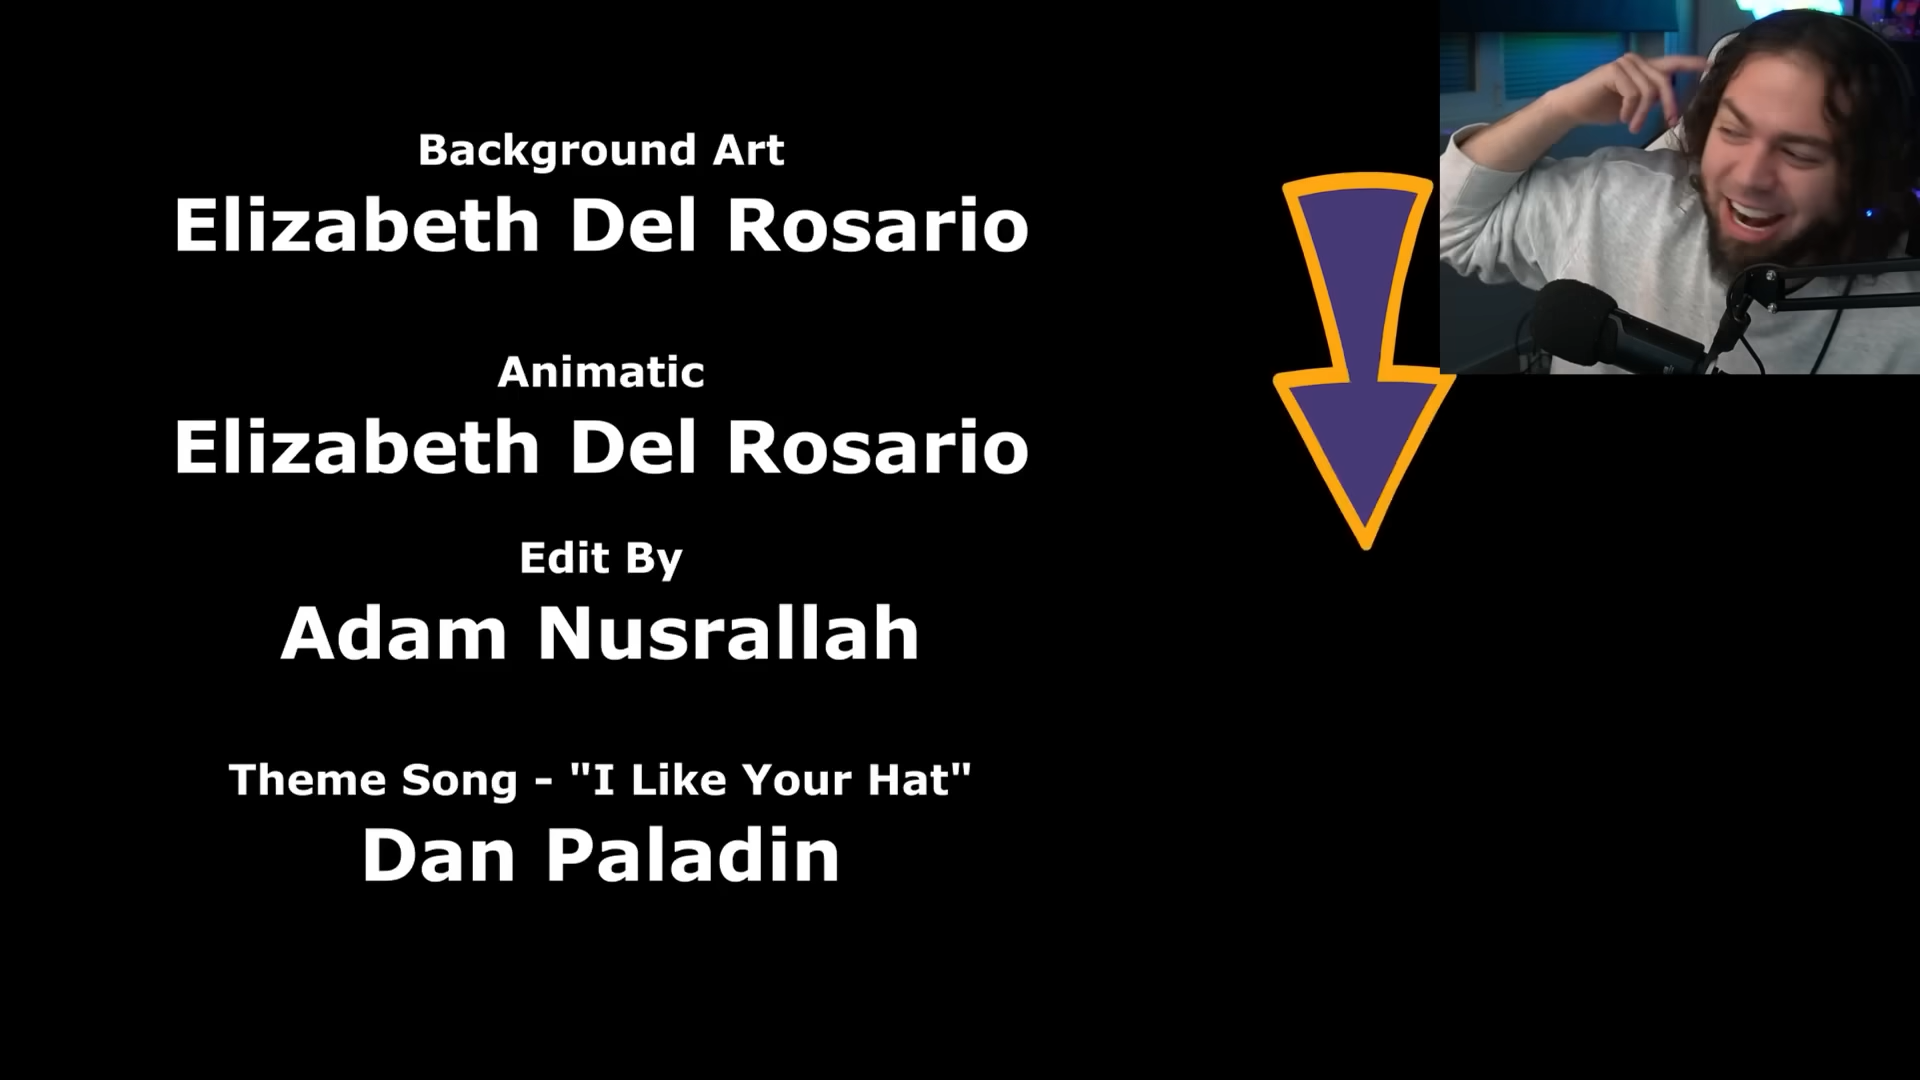 Background Art
Elizabeth Del Rosario
Animatic
Elizabeth Del Rosario
Edit By
Adam Nusrallah
Theme Song - "I Like Your Hat"
Dan Paladin